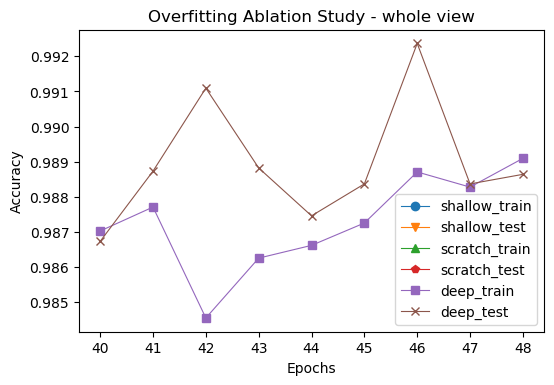 Overfitting Ablation Study - whole view
Accuracy
0.992
0.991
0.990
0.989
0.988
0.987
0.986
0.985
shallow_train
shallow_test
scratch_train
scratch_test
deep_train
deep_test
40 41 42 43 44 45 46 47 48
Epochs